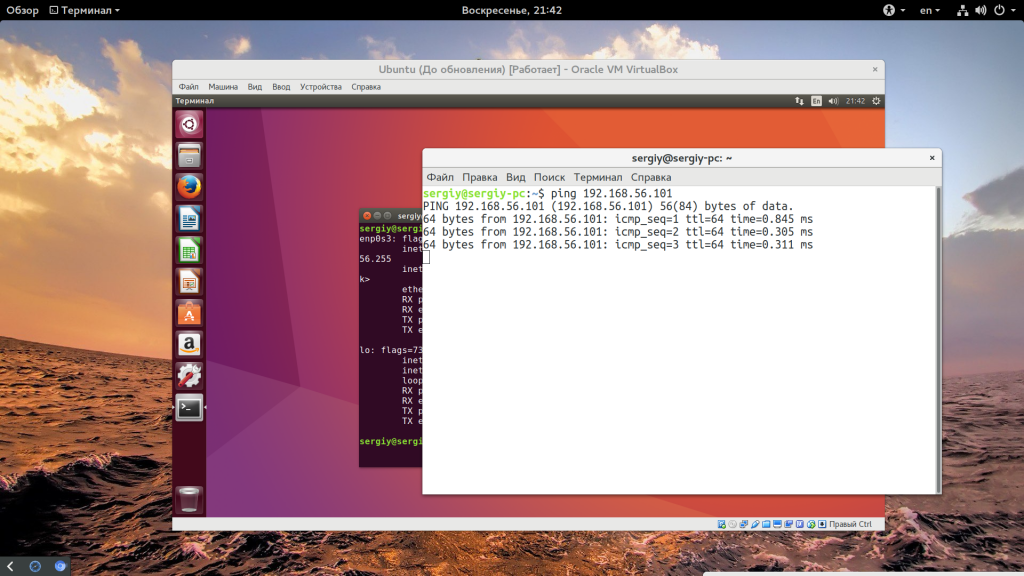 Обзор Терминал Воскресенье, 21:42 en
Ubuntu (До обновления) [Работает] - Oracle VM VirtualBox
Файл Машина Вид Ввод Устройства Справка
Терминал En 21:42
sergiy@sergiy-pc: ~
Файл Правка Вид Поиск Терминал Справка
sergiy@sergiy-pc:~$ ping 192.168.56.101
PING 192.168.56.101 (192.168.56.101) 56(84) bytes of data.
64 bytes from 192.168.56.101: icmp_seq=1 ttl=64 time=0.845 ms
64 bytes from 192.168.56.101: icmp_seq=2 ttl=64 time=0.305 ms
64 bytes from 192.168.56.101: icmp_seq=3 ttl=64 time=0.311 ms
sergiy
sergiy@sergi
enp0s3: flag
inet
56.255
inet
k>
ethe
RX p
RX e
TX p
TX e
lo: flags=73
inet
inet
loop
RX p
RX e
TX p
TX e
sergiy@sergi
Правый Ctrl